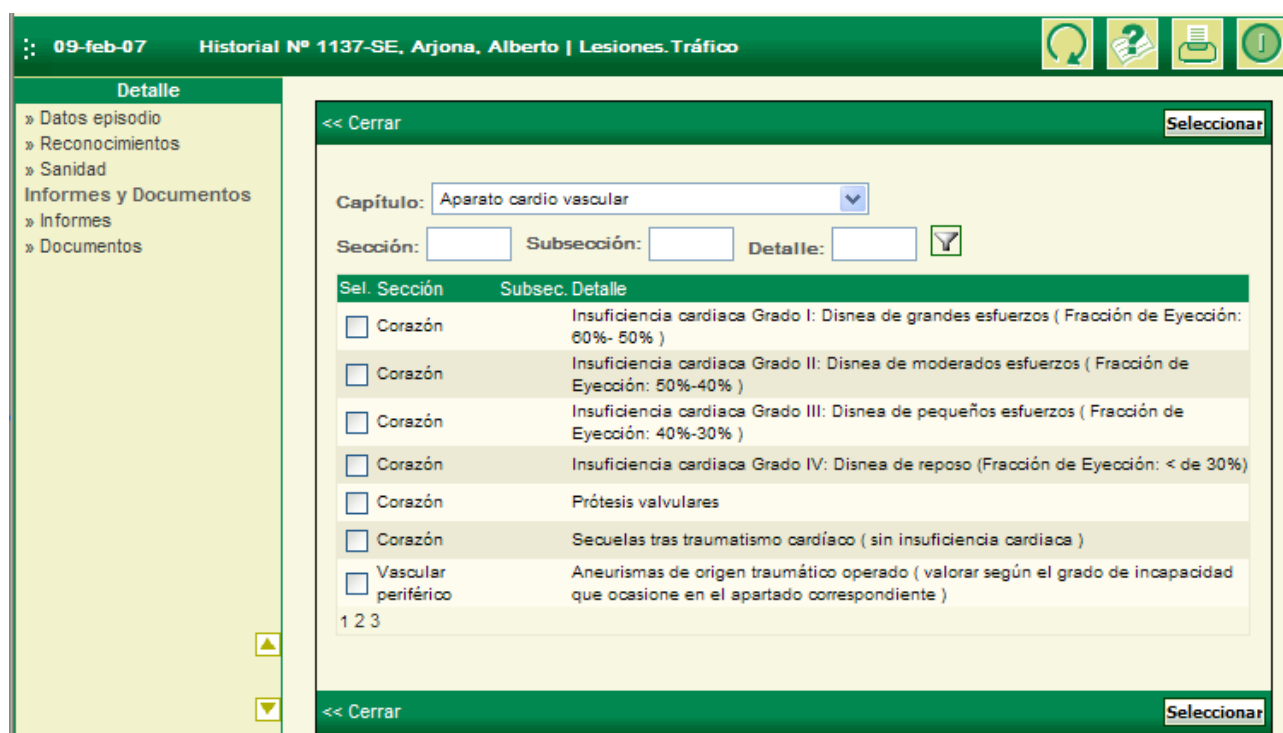 09-feb-07 Historial Nº 1137-SE, Arjona, Alberto | Lesiones.Tráfico
Detalle
» Datos episodio
» Reconocimientos
» Sanidad
Informes y Documentos
» Informes
» Documentos
<< Cerrar Seleccionar
Capítulo: Aparato cardio vascular
Sección: Subsección: Detalle:
Sel. Sección Subsec. Detalle
Corazón Insuficiencia cardiaca Grado I: Disnea de grandes esfuerzos ( Fracción de Eyección:
60%- 50% )
Corazón Insuficiencia cardiaca Grado II: Disnea de moderados esfuerzos ( Fracción de
Eyección: 50%-40% )
Corazón Insuficiencia cardiaca Grado III: Disnea de pequeños esfuerzos ( Fracción de
Eyección: 40%-30% )
Corazón Insuficiencia cardiaca Grado IV: Disnea de reposo (Fracción de Eyección: < de 30%)
Corazón Prótesis valvulares
Corazón Secuelas tras traumatismo cardíaco ( sin insuficiencia cardiaca )
Vascular Aneurismas de origen traumático operado ( valorar según el grado de incapacidad
periférico que ocasione en el apartado correspondiente )
1 2 3
<< Cerrar Seleccionar